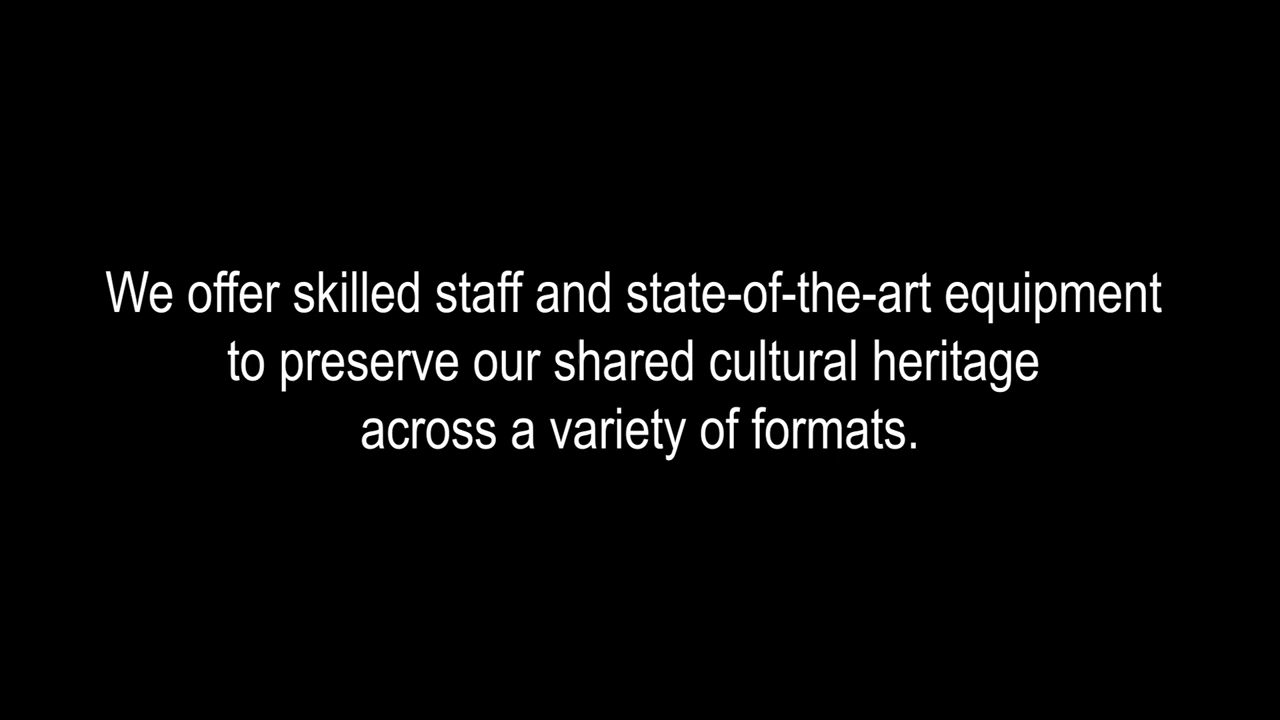 We offer skilled staff and state-of-the-art equipment
to preserve our shared cultural heritage
across a variety of formats.